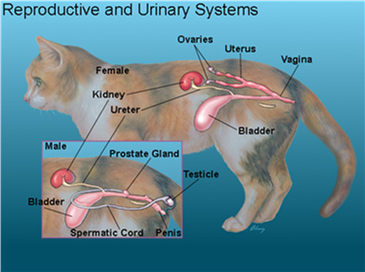 Reproductive and Urinary Systems
Ovaries
Uterus
Vagina
Female
Kidney
Ureter
Bladder
Male
Prostate Gland
Testicle
Bladder
Spermatic Cord
Penis